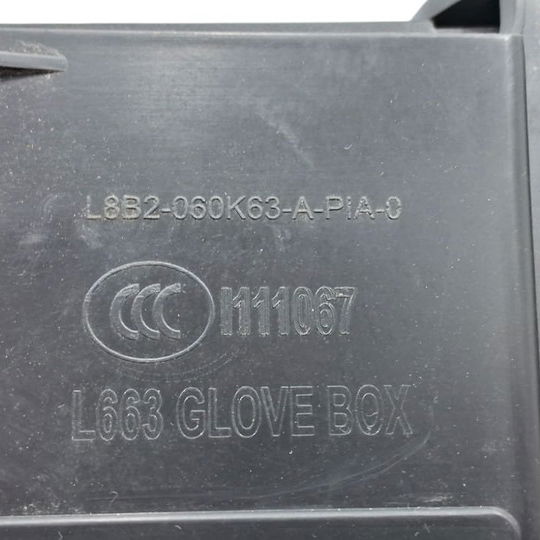 L8B2-060K63-A-PIA-0
CCC I111067
L663 GLOVE BOX